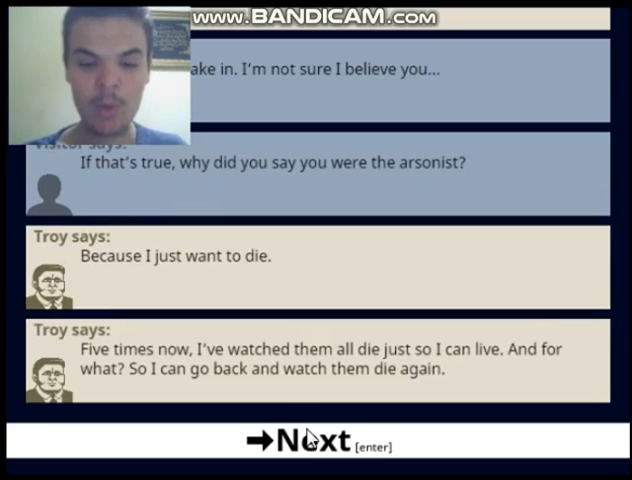 www.BANDICAM.com
ake in. I'm not sure I believe you...
Visitor says:
If that's true, why did you say you were the arsonist?
Troy says:
Because I just want to die.
Troy says:
Five times now, I've watched them all die just so I can live. And for
what? So I can go back and watch them die again.
➡Next [enter]